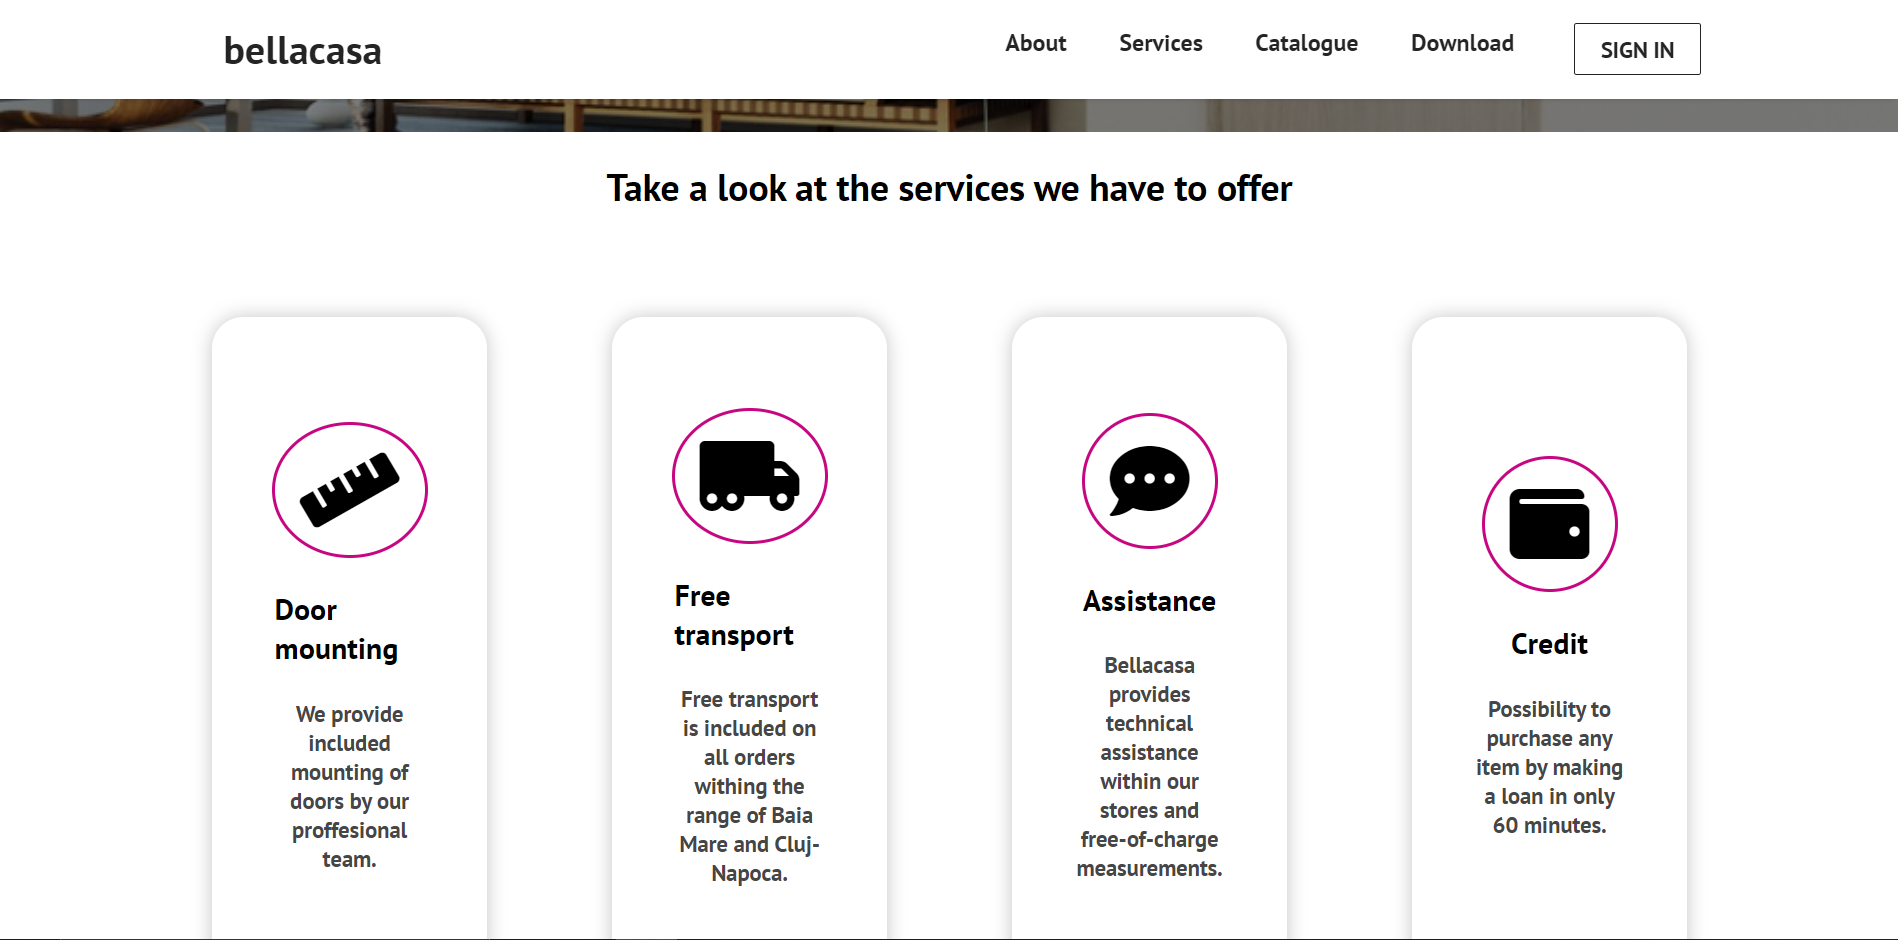 bellacasa
About
Services
Catalogue
Download
SIGN IN
Take a look at the services we have to offer
Door
mounting
We provide
included
mounting of
doors by our
proffesional
team.
Free
transport
Free transport
is included on
all orders
withing the
range of Baia
Mare and Cluj-
Napoca.
Assistance
Bellacasa
provides
technical
assistance
within our
stores and
free-of-charge
measurements.
Credit
Possibility to
purchase any
item by making
a loan in only
60 minutes.